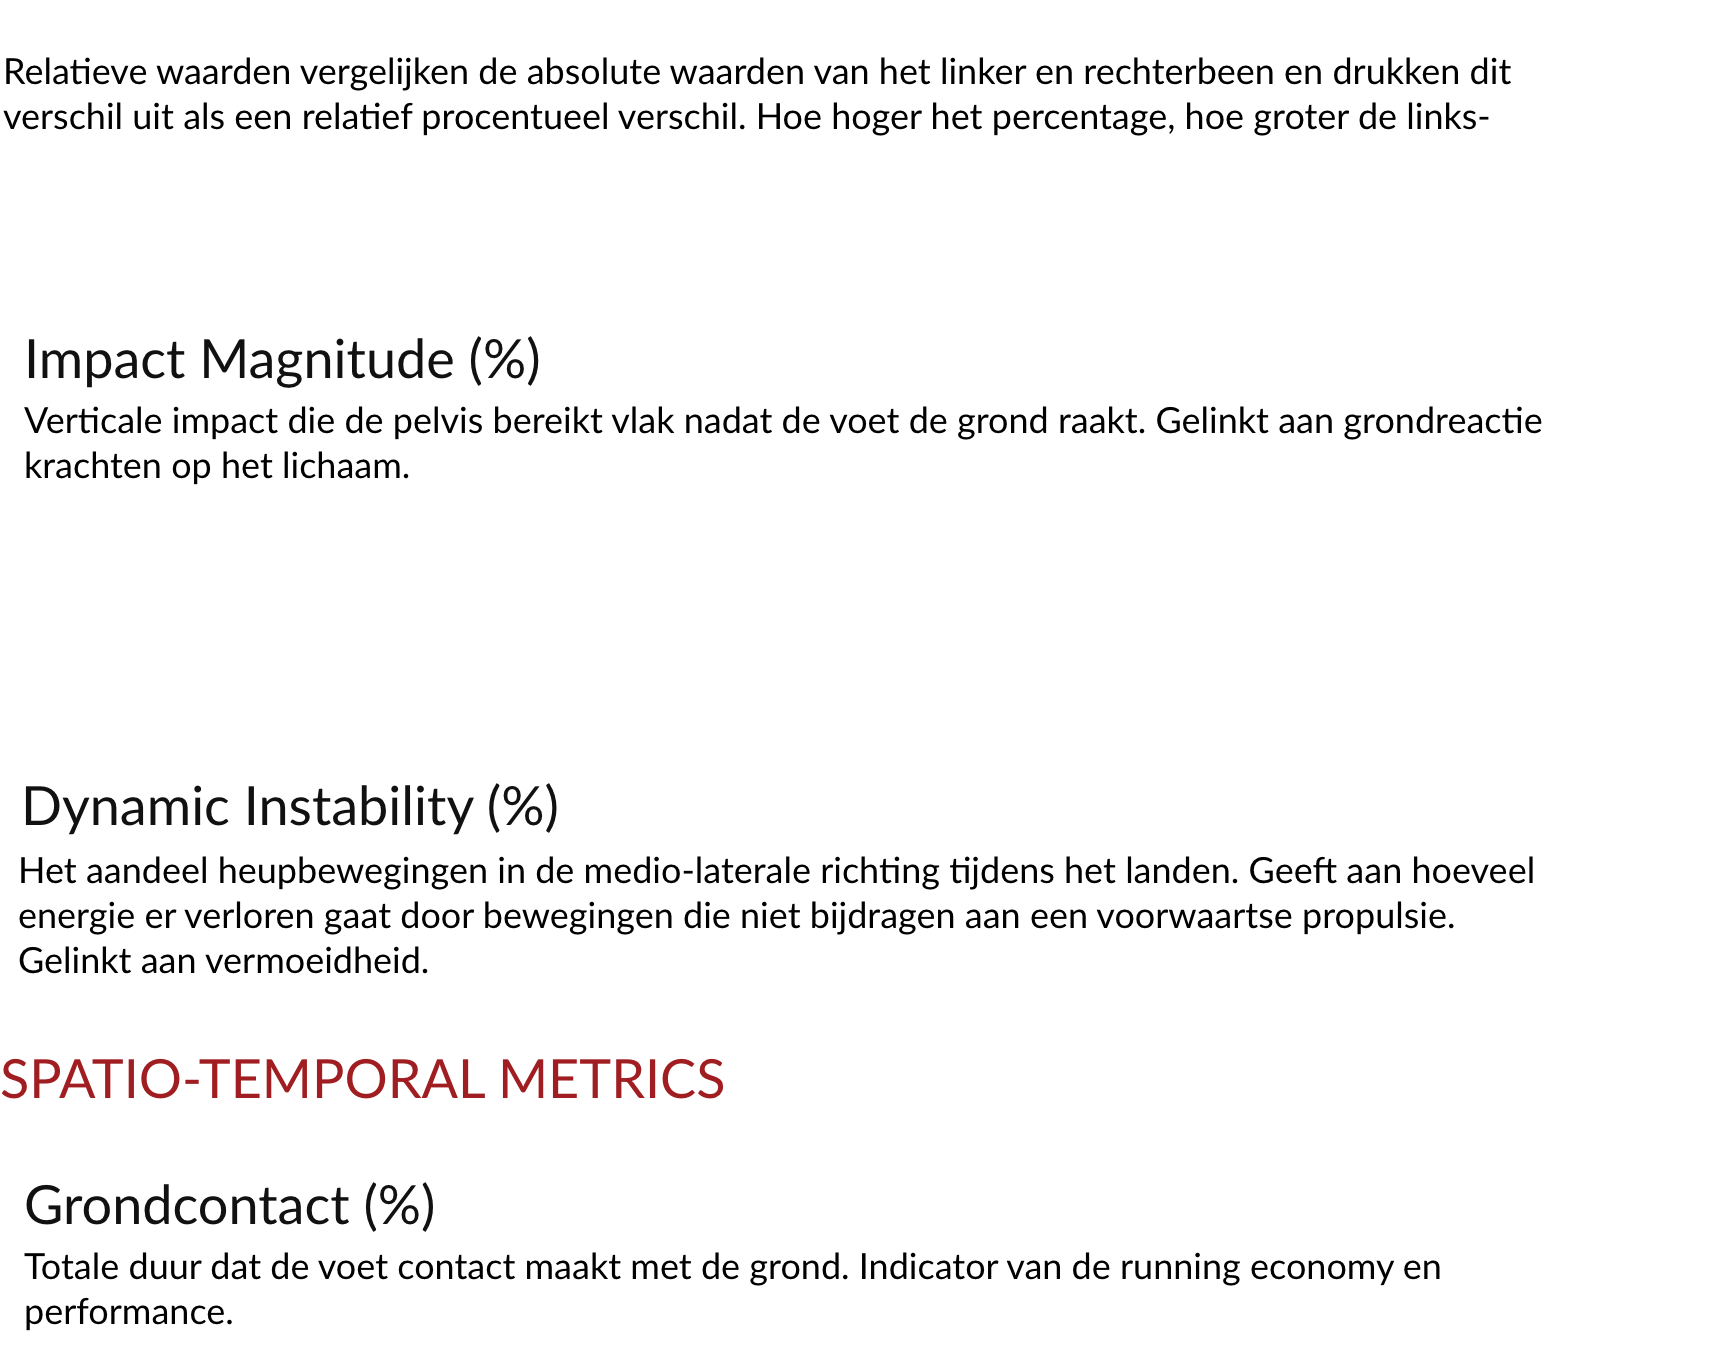 Relatieve waarden vergelijken de absolute waarden van het linker en rechterbeen en drukken dit
verschil uit als een relatief procentueel verschil. Hoe hoger het percentage, hoe groter de links-
Impact Magnitude (%)
Verticale impact die de pelvis bereikt vlak nadat de voet de grond raakt. Gelinkt aan grondreactie
krachten op het lichaam.
Dynamic Instability (%)
Het aandeel heupbewegingen in de medio-laterale richting tijdens het landen. Geeft aan hoeveel
energie er verloren gaat door bewegingen die niet bijdragen aan een voorwaartse propulsie.
Gelinkt aan vermoeidheid.
SPATIO-TEMPORAL METRICS
Grondcontact (%)
Totale duur dat de voet contact maakt met de grond. Indicator van de running economy en
performance.